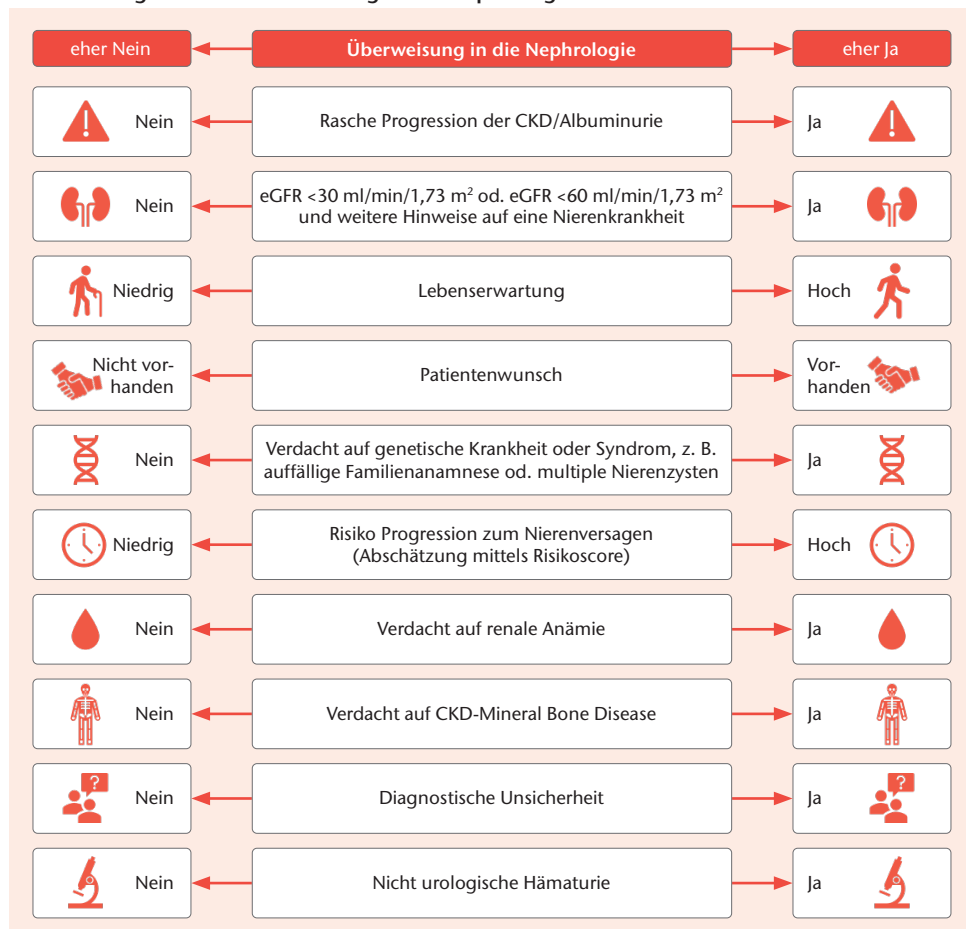 eher Nein
Überweisung in die Nephrologie
eher Ja
Nein
Rasche Progression der CKD/Albuminurie
Ja
Nein
eGFR <30 ml/min/1,73 m² od. eGFR <60 ml/min/1,73 m²
und weitere Hinweise auf eine Nierenkrankheit
Ja
Niedrig
Lebenserwartung
Hoch
Nicht vor-
handen
Patientenwunsch
Vor-
handen
Nein
Verdacht auf genetische Krankheit oder Syndrom, z. B.
auffällige Familienanamnese od. multiple Nierenzysten
Ja
Niedrig
Risiko Progression zum Nierenversagen
(Abschätzung mittels Risikoscore)
Hoch
Nein
Verdacht auf renale Anämie
Ja
Nein
Verdacht auf CKD-Mineral Bone Disease
Ja
Nein
Diagnostische Unsicherheit
?
Ja
?
Nein
Nicht urologische Hämaturie
Ja